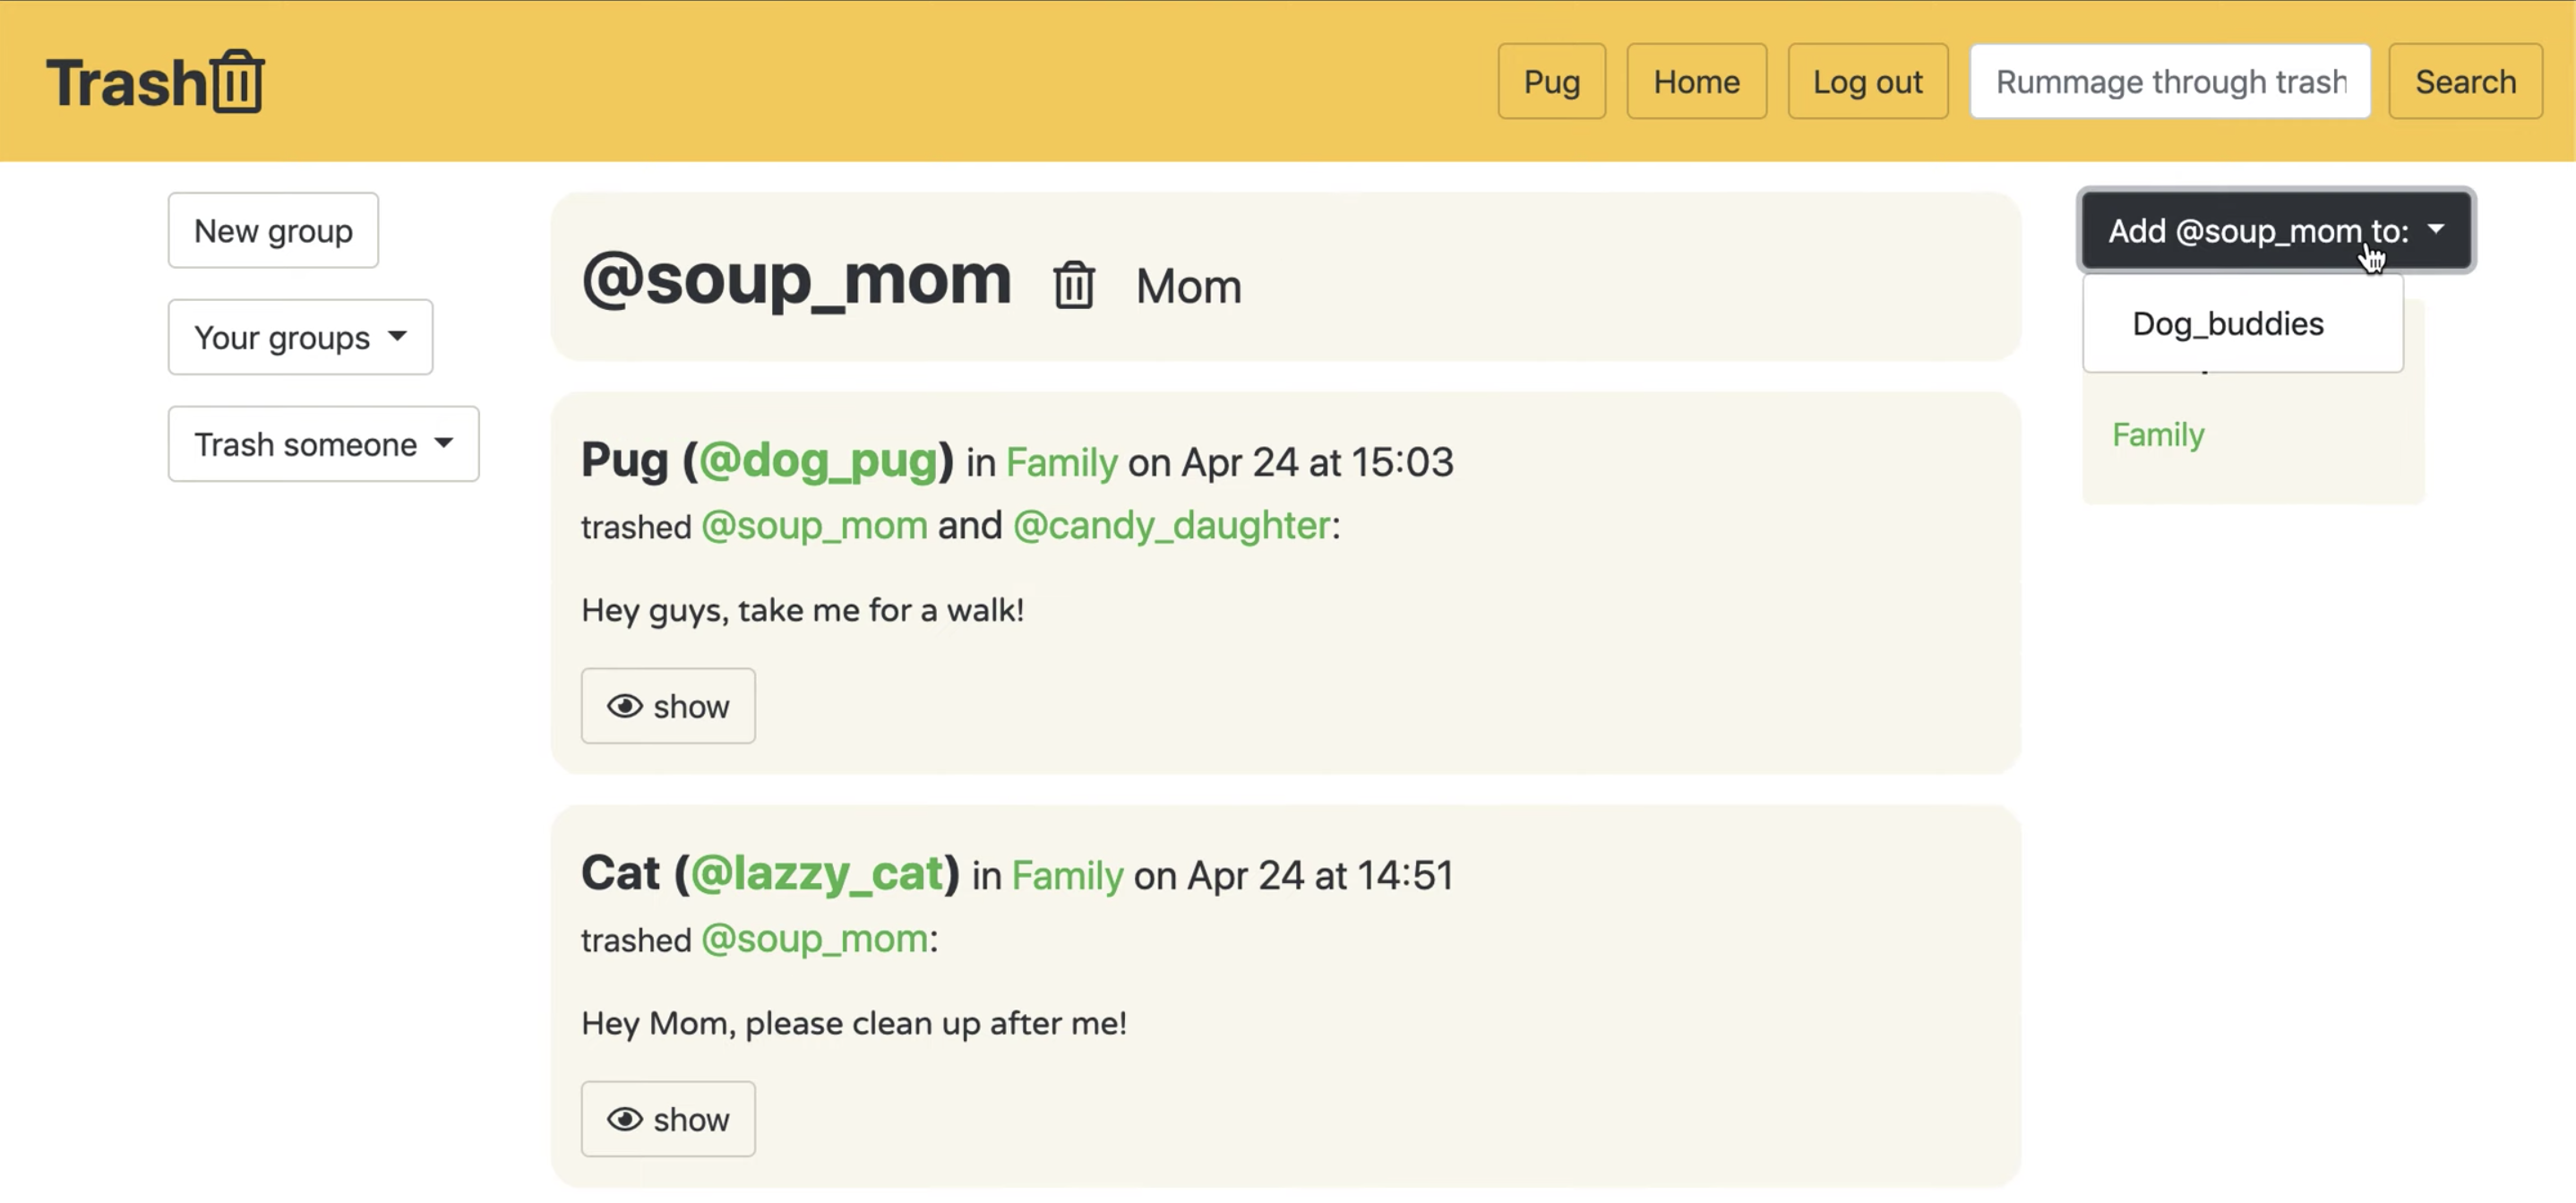 Trash
Pug
Home
Log out
Rummage through trash
Search
New group
Your groups
Trash someone
@soup_mom Mom
Pug (@dog_pug) in Family on Apr 24 at 15:03
trashed @soup_mom and @candy_daughter:
Hey guys, take me for a walk!
show
Cat (@lazzy_cat) in Family on Apr 24 at 14:51
trashed @soup_mom:
Hey Mom, please clean up after me!
show
Add @soup_mom to:
Dog_buddies
Family